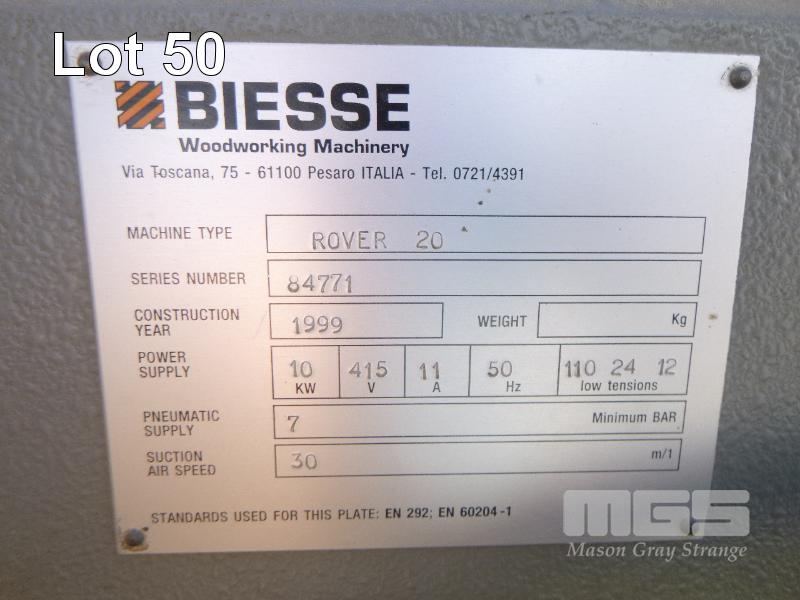 Lot 50
BIESSE
Woodworking Machinery
Via Toscana, 75 - 61100 Pesaro ITALIA - Tel. 0721/4391
MACHINE TYPE ROVER 20
SERIES NUMBER 84771
CONSTRUCTION YEAR 1999 WEIGHT Kg
POWER SUPPLY 10 KW 415 V 11 A 50 Hz 110 24 12 low tensions
PNEUMATIC SUPPLY 7 Minimum BAR
SUCTION AIR SPEED 30 m/1
STANDARDS USED FOR THIS PLATE: EN 292; EN 60204-1
MGS
Mason Gray Strange